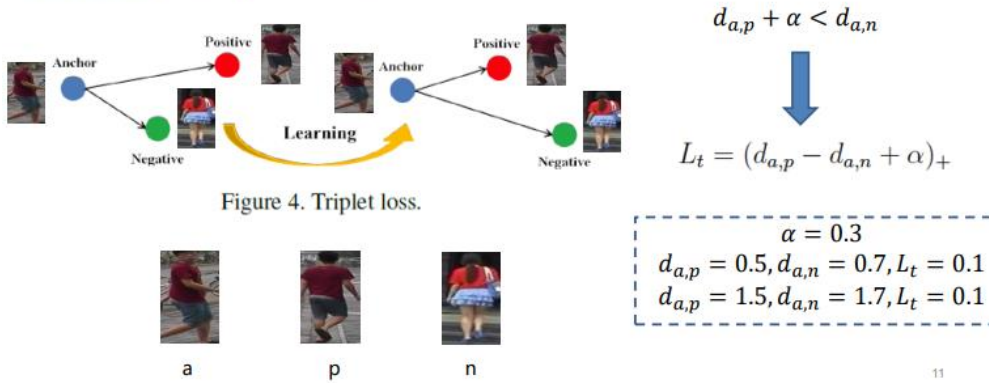 Anchor
Positive
Negative
Learning
Anchor
Positive
Negative
Figure 4. Triplet loss.
a
p
n
d_{a,p} + α < d_{a,n}
L_t = (d_{a,p} − d_{a,n} + α)_+
α = 0.3
d_{a,p} = 0.5, d_{a,n} = 0.7, L_t = 0.1
d_{a,p} = 1.5, d_{a,n} = 1.7, L_t = 0.1
11